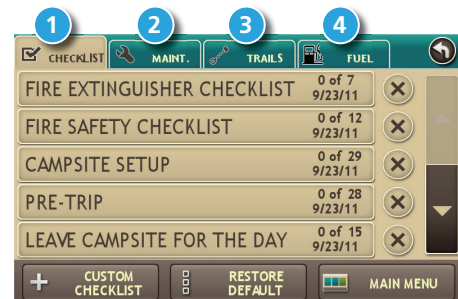 1 2 3 4
CHECKLIST MAINT. TRAILS FUEL
FIRE EXTINGUISHER CHECKLIST 0 of 7 9/23/11
FIRE SAFETY CHECKLIST 0 of 12 9/23/11
CAMPSITE SETUP 0 of 29 9/23/11
PRE-TRIP 0 of 28 9/23/11
LEAVE CAMPSITE FOR THE DAY 0 of 15 9/23/11
CUSTOM CHECKLIST
RESTORE DEFAULT
MAIN MENU